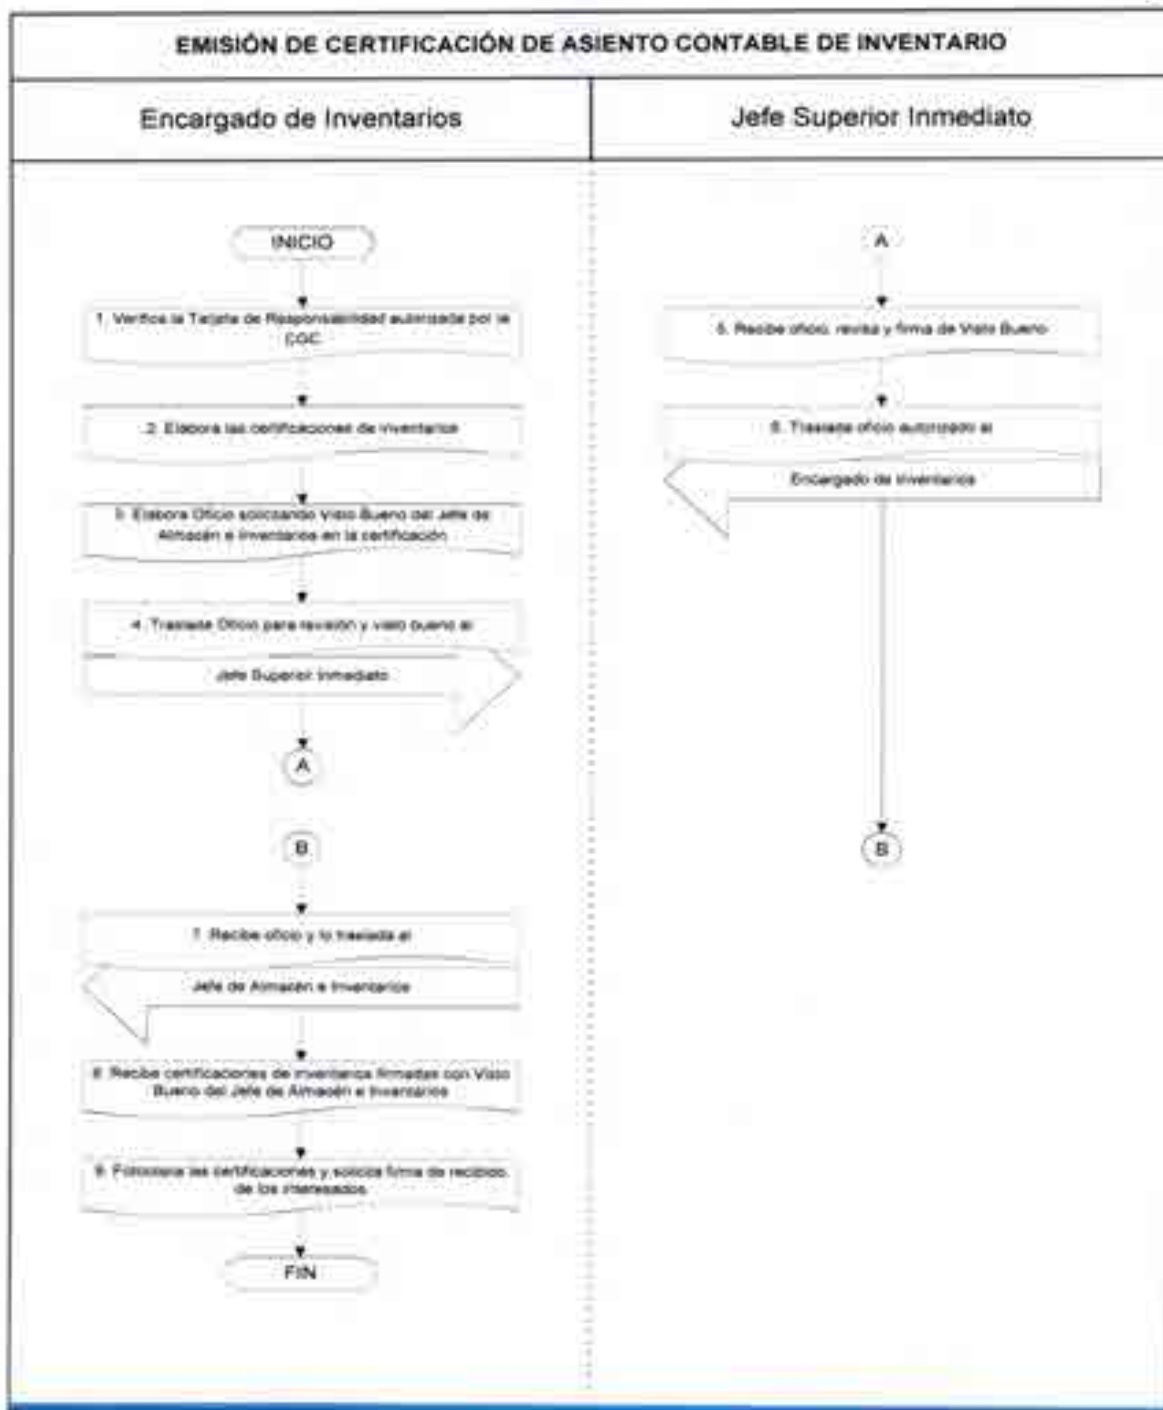 EMISIÓN DE CERTIFICACIÓN DE ASIENTO CONTABLE DE INVENTARIO
Encargado de Inventarios
Jefe Superior Inmediato
INICIO
1. Verifica la Tarjeta de Responsabilidad autorizada por la
CGC
2. Elabora las certificaciones de inventarios
3. Elabora Oficio solicitando Visto Bueno del Jefe de
Almacén e Inventarios en la certificación
4. Traslada Oficio para revisión y visto bueno al
Jefe Superior Inmediato
A
B
7. Recibe oficio y lo traslada al
Jefe de Almacén e Inventarios
8. Recibe certificaciones de inventarios firmadas con Visto
Bueno del Jefe de Almacén e Inventarios
9. Fotocopia las certificaciones y solicita firma de recibido,
de los interesados.
FIN
A
5. Recibe oficio, revisa y firma de Visto Bueno
6. Traslada oficio autorizado al
Encargado de Inventarios
B